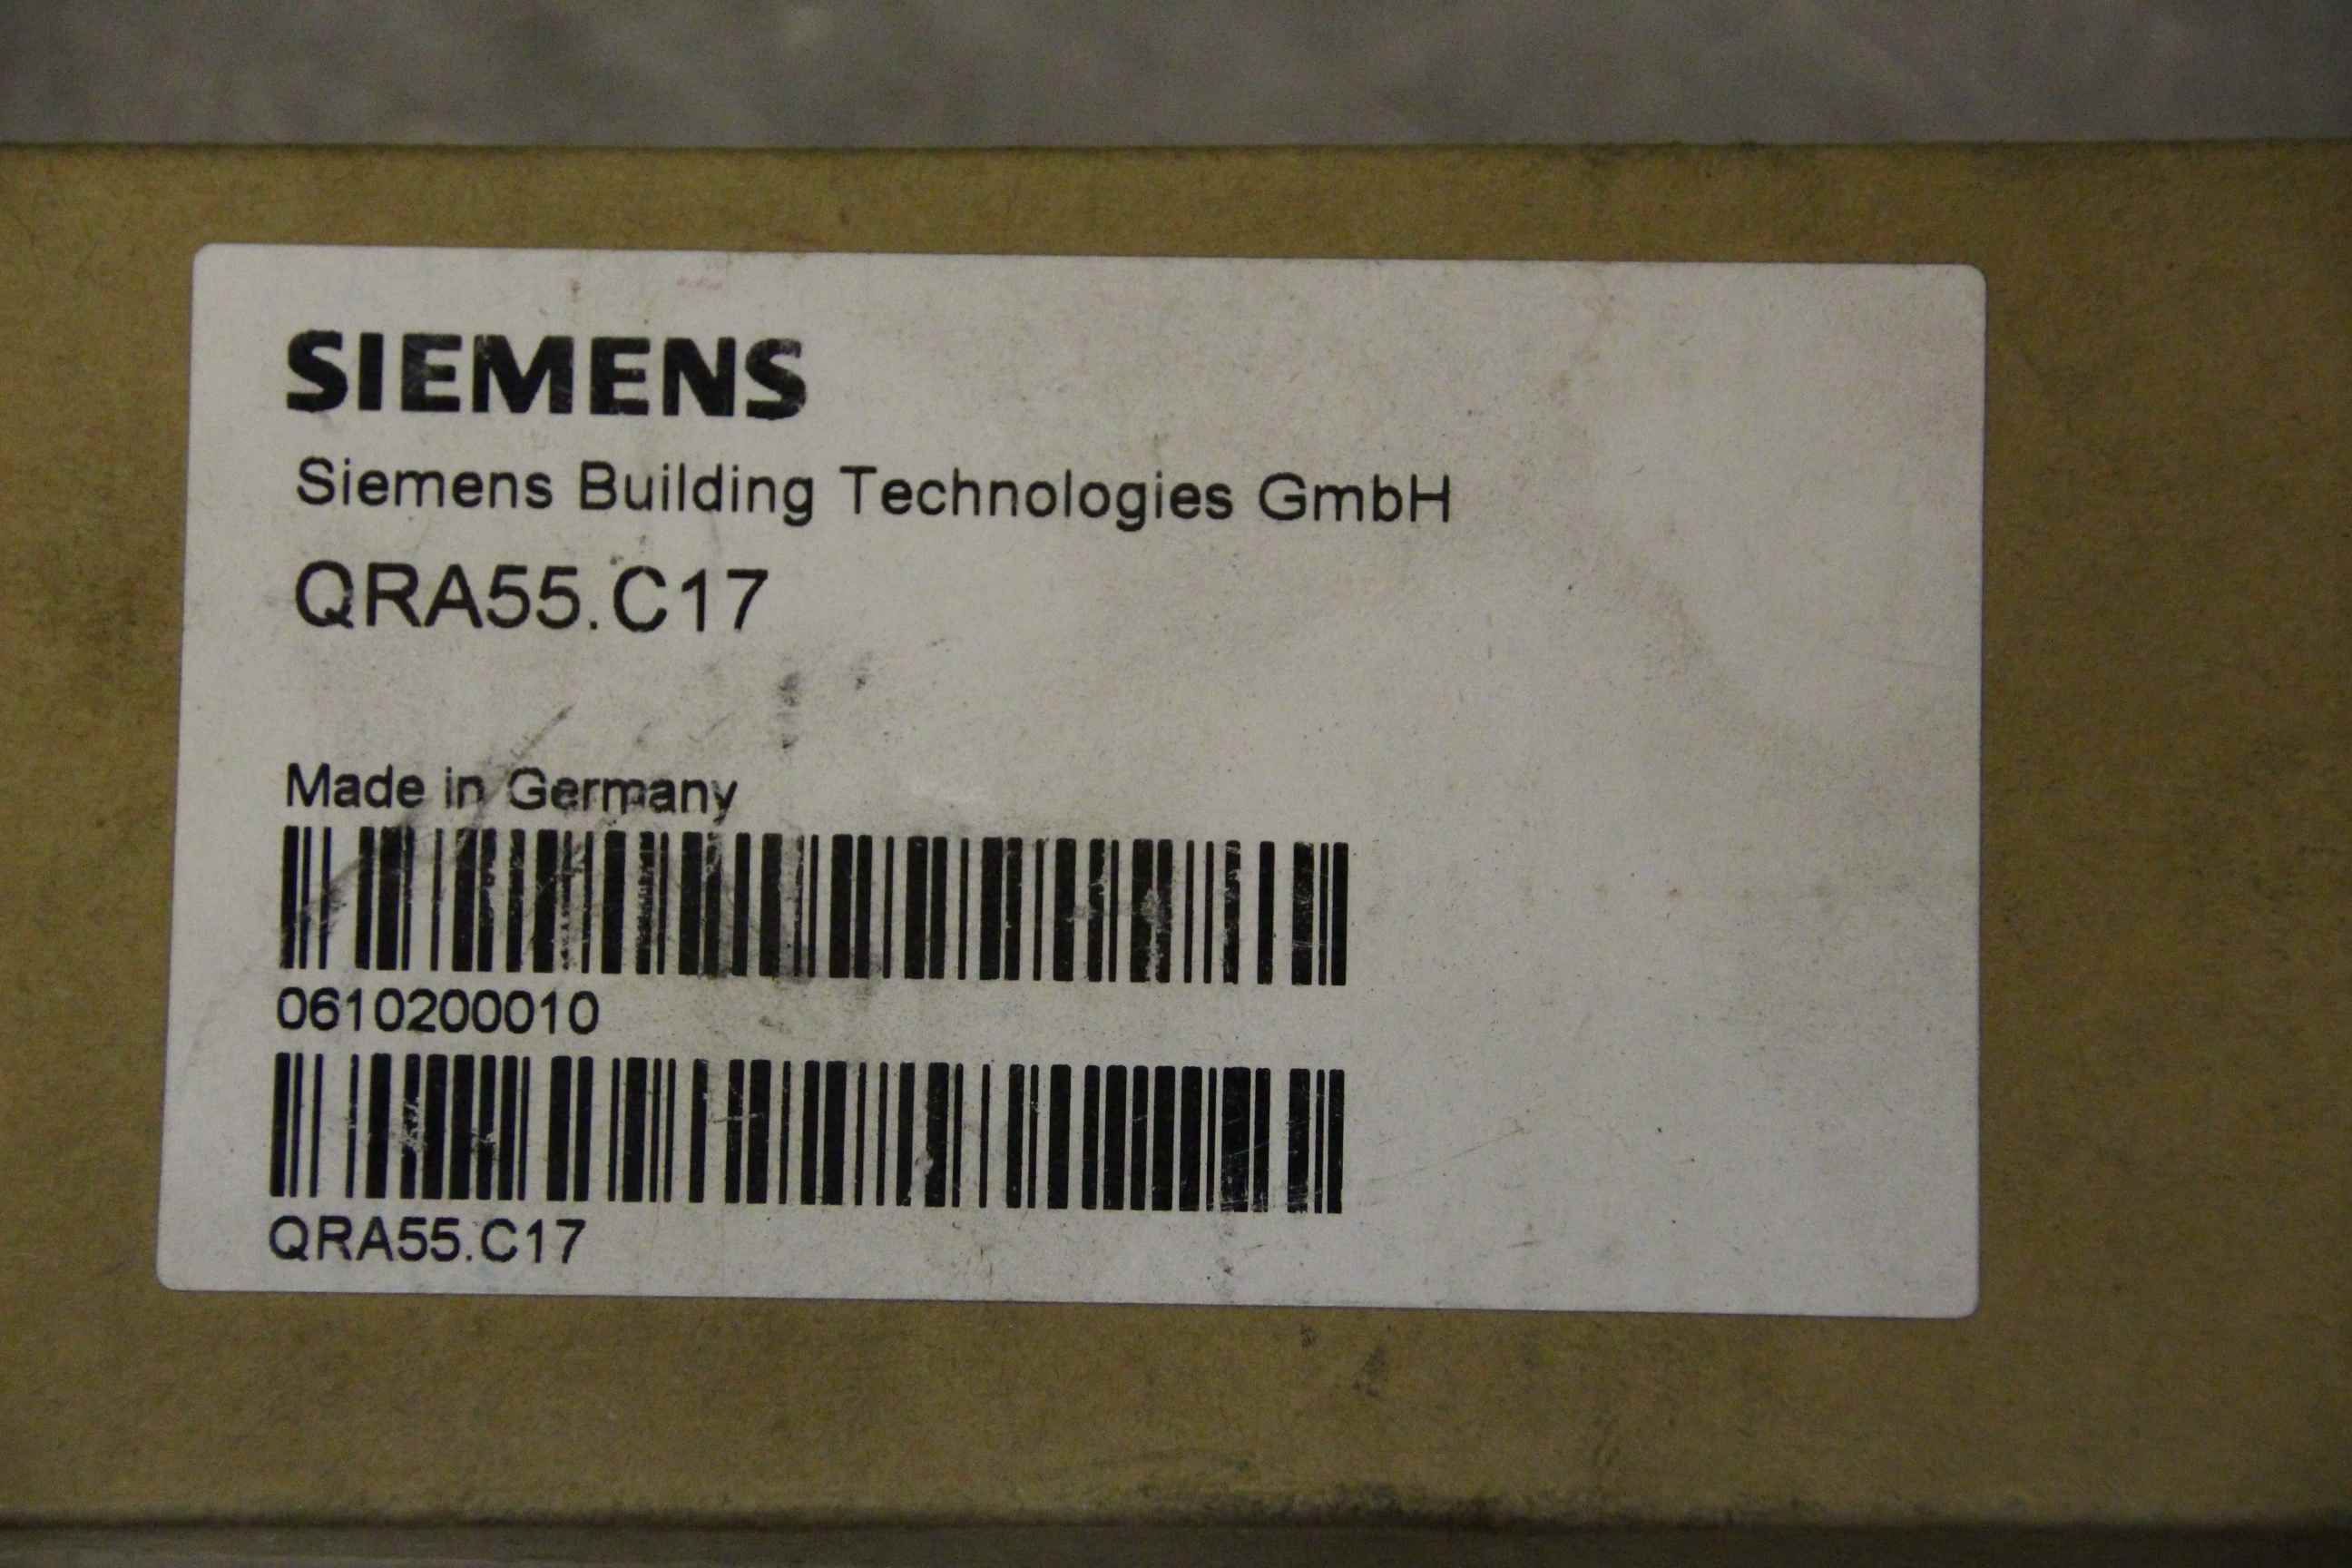 SIEMENS
Siemens Building Technologies GmbH
QRA55.C17
Made in Germany
0610200010
QRA55.C17